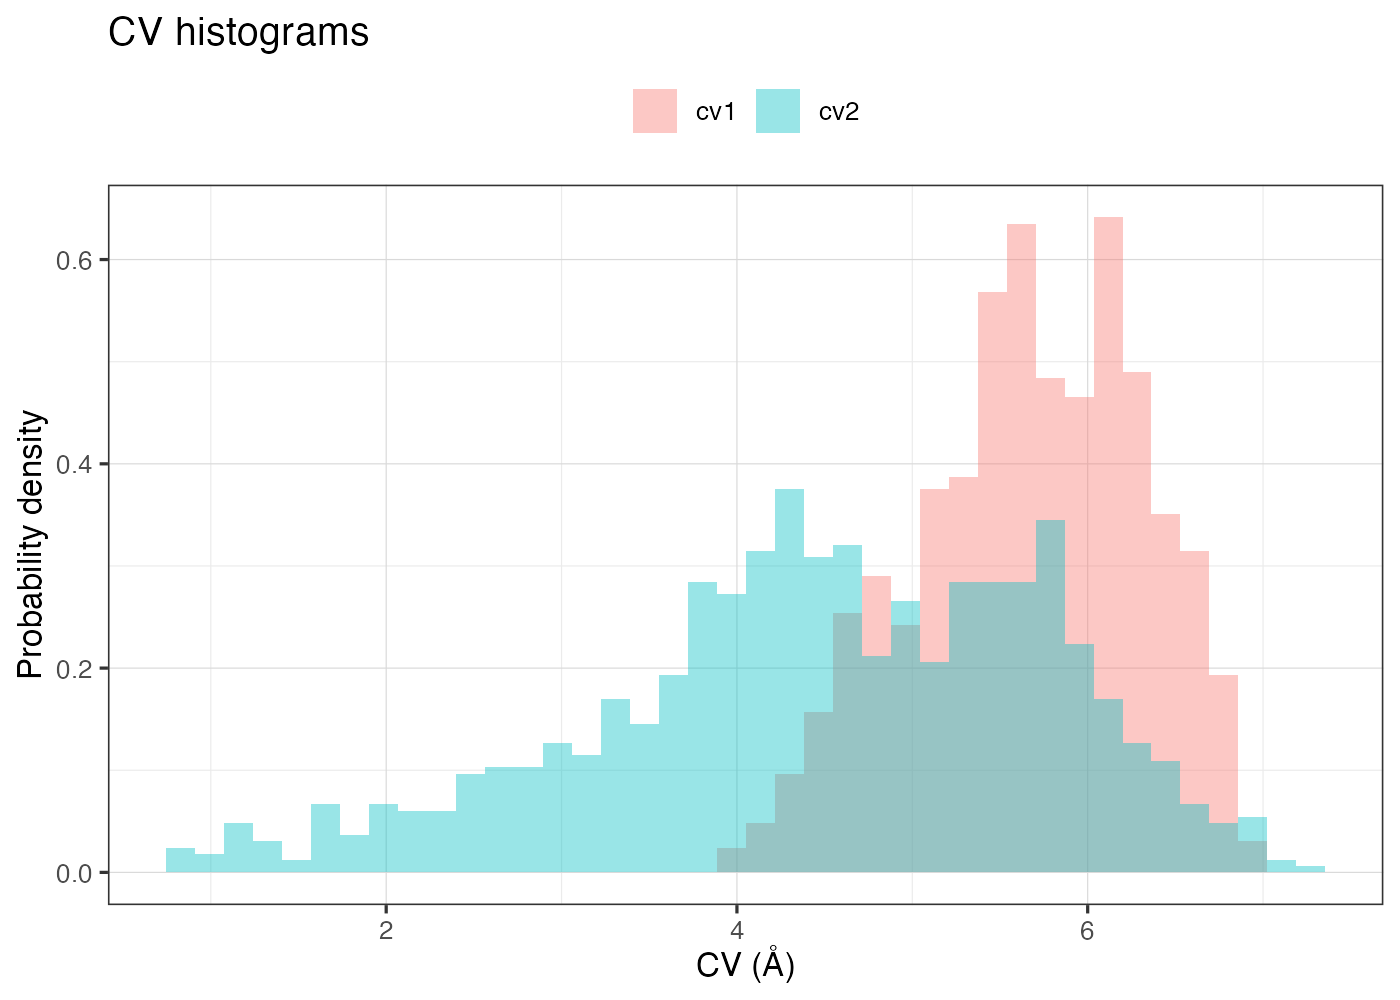 CV histograms
cv1 cv2
Probability density
0.6
0.4
0.2
0.0
2 4 6
CV (Å)